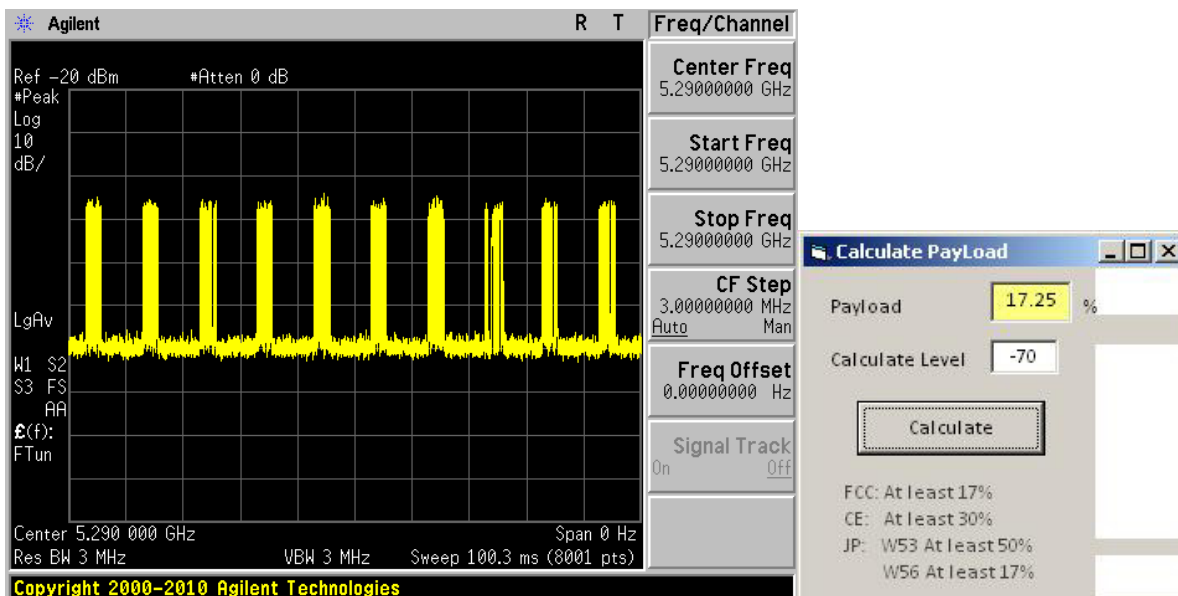 Agilent R T Freq/Channel
Ref -20 dBm #Atten 0 dB
#Peak
Log
10
dB/
LgAv
W1 S2
S3 FS
AA
£(f):
FTun
Center 5.290 000 GHz Span 0 Hz
Res BW 3 MHz VBW 3 MHz Sweep 100.3 ms (8001 pts)
Copyright 2000-2010 Agilent Technologies
Center Freq
5.29000000 GHz
Start Freq
5.29000000 GHz
Stop Freq
5.29000000 GHz
CF Step
3.00000000 MHz
Auto Man
Freq Offset
0.00000000 Hz
Signal Track
On Off
Calculate PayLoad
Payload 17.25 %
Calculate Level -70
Calculate
FCC: At least 17%
CE: At least 30%
JP: W53 At least 50%
W56 At least 17%